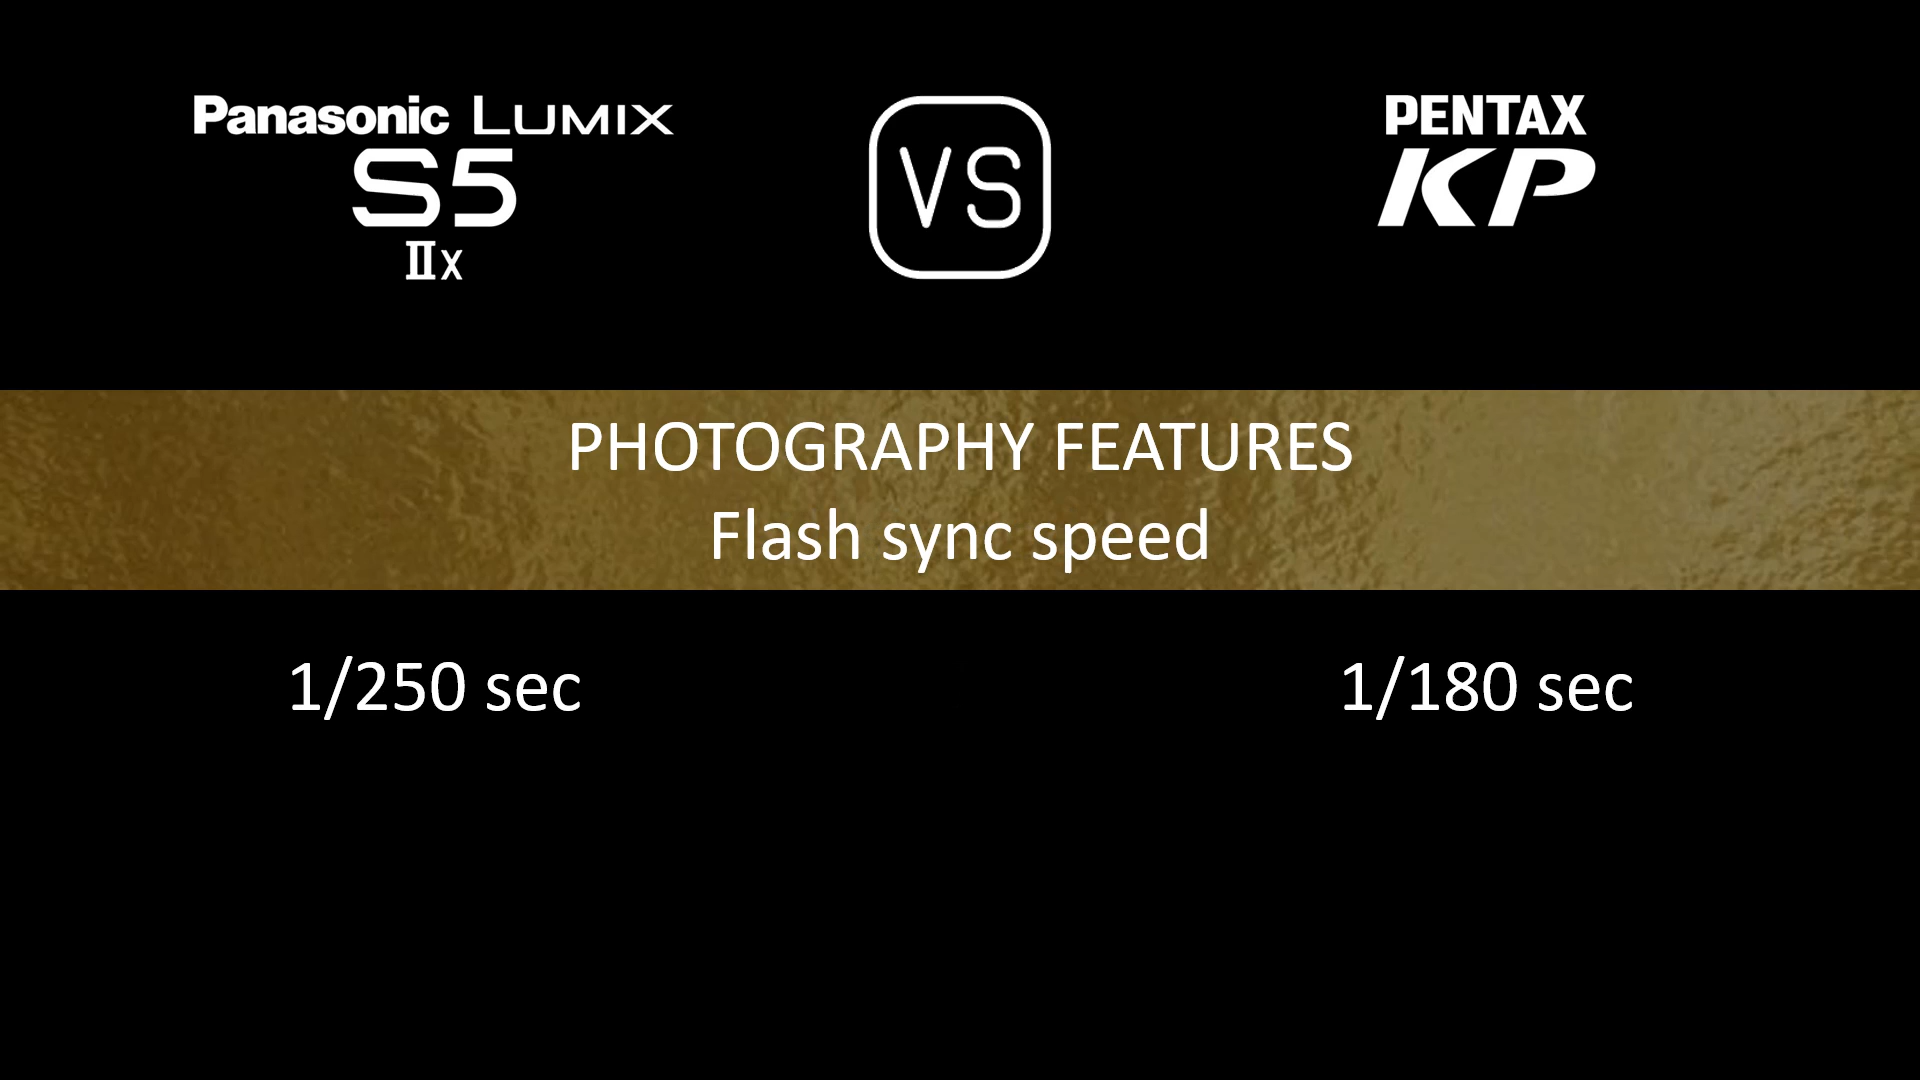 Panasonic LUMIX
S5
IIx
VS
PENTAX
KP
PHOTOGRAPHY FEATURES
Flash sync speed
1/250 sec
1/180 sec